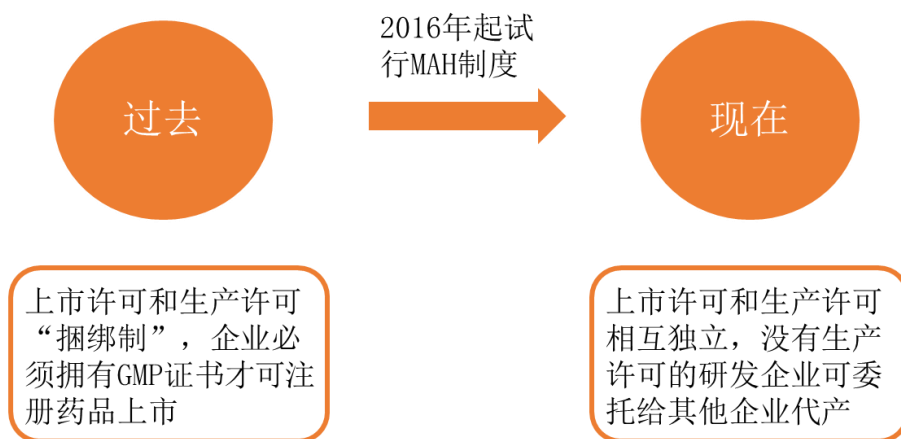 2016年起试
行MAH制度
过去
现在
上市许可和生产许可
“捆绑制”，企业必
须拥有GMP证书才可注
册药品上市
上市许可和生产许可
相互独立，没有生产
许可的研发企业可委
托给其他企业代产